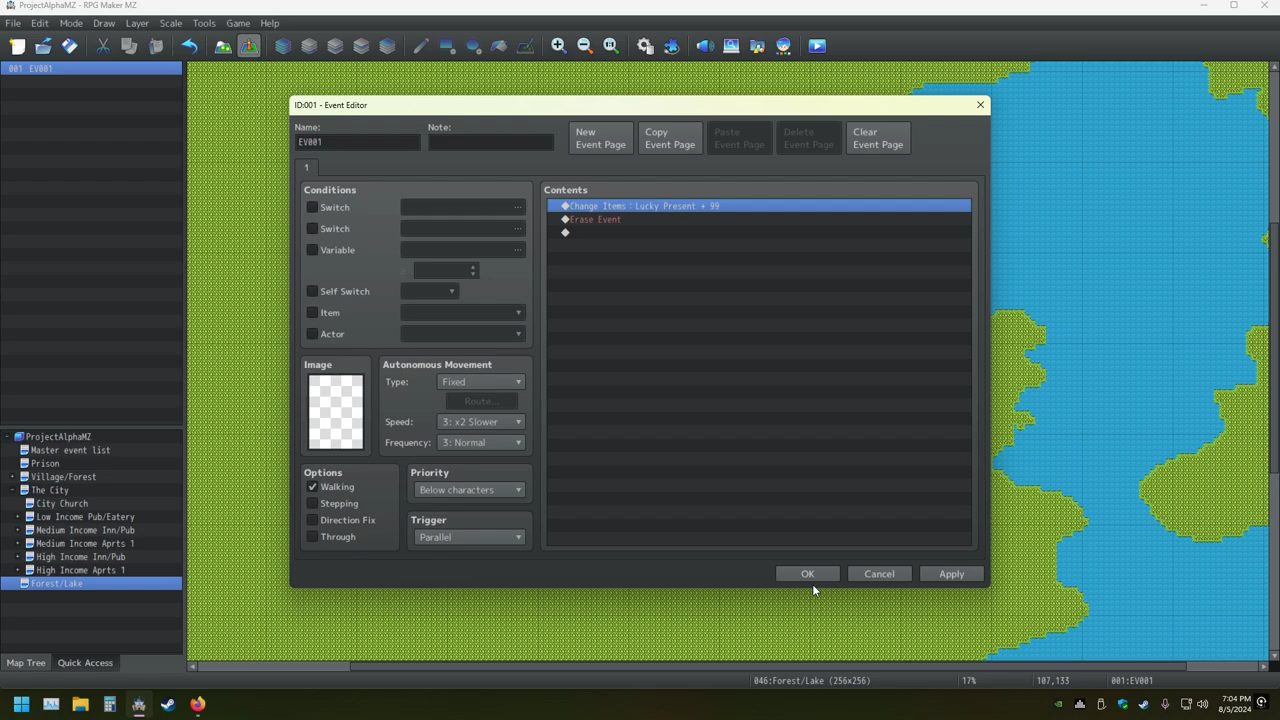 ProjectAlphaMZ - RPG Maker MZ
File Edit Mode Draw Layer Scale Tools Game Help
001 EV001
ID:001 - Event Editor
Name: Note:
EV001
New Event Page
Copy Event Page
Paste Event Page
Delete Event Page
Clear Event Page
1
Conditions
Switch ...
Switch ...
Variable ...
Self Switch
Item
Actor
Image
Autonomous Movement
Type: Fixed
Route...
Speed: 3: x2 Slower
Frequency: 3: Normal
Options
Walking
Stepping
Direction Fix
Through
Priority
Below characters
Trigger
Parallel
Contents
◆Change Items：Lucky Present + 99
◆Erase Event
◆
OK Cancel Apply
ProjectAlphaMZ
Master event list
Prison
Village/Forest
The City
City Church
Low Income Pub/Eatery
Medium Income Inn/Pub
Medium Income Aprts 1
High Income Inn/Pub
High Income Aprts 1
Forest/Lake
Map Tree Quick Access
046:Forest/Lake (256x256) 17% 107,133 001:EV001
7:04 PM
8/5/2024